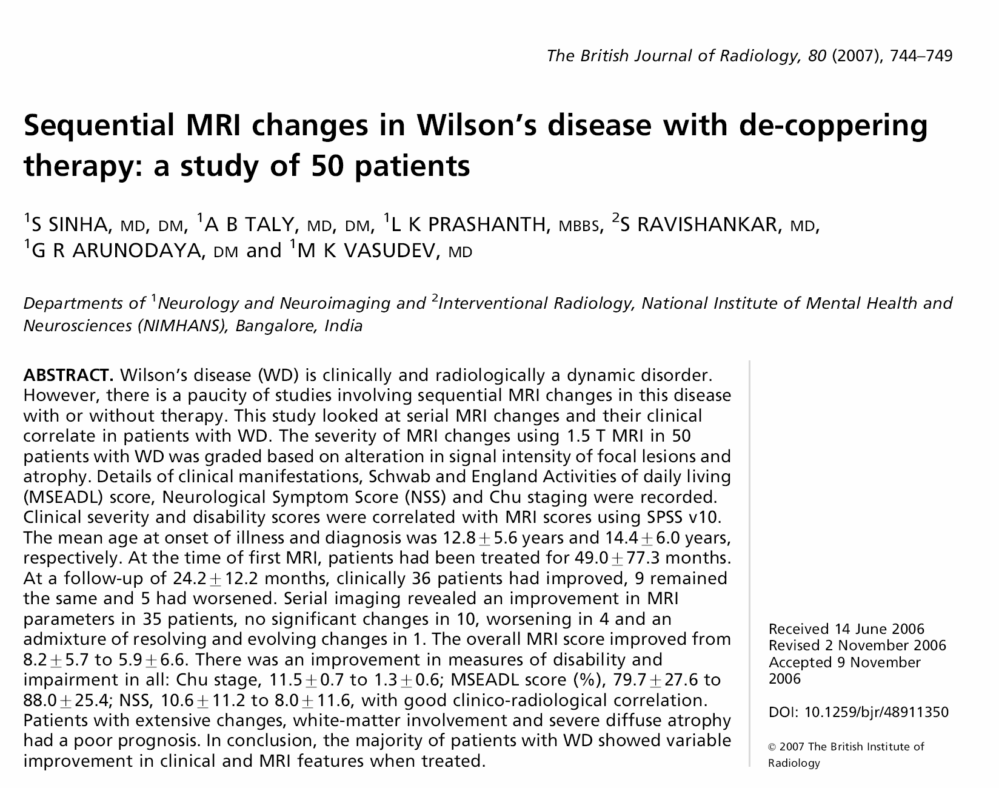 The British Journal of Radiology, 80 (2007), 744–749
Sequential MRI changes in Wilson’s disease with de-coppering
therapy: a study of 50 patients
1S SINHA, MD, DM, 1A B TALY, MD, DM, 1L K PRASHANTH, MBBS, 2S RAVISHANKAR, MD,
1G R ARUNODAYA, DM and 1M K VASUDEV, MD
Departments of 1Neurology and Neuroimaging and 2Interventional Radiology, National Institute of Mental Health and
Neurosciences (NIMHANS), Bangalore, India
ABSTRACT. Wilson’s disease (WD) is clinically and radiologically a dynamic disorder.
However, there is a paucity of studies involving sequential MRI changes in this disease
with or without therapy. This study looked at serial MRI changes and their clinical
correlate in patients with WD. The severity of MRI changes using 1.5 T MRI in 50
patients with WD was graded based on alteration in signal intensity of focal lesions and
atrophy. Details of clinical manifestations, Schwab and England Activities of daily living
(MSEADL) score, Neurological Symptom Score (NSS) and Chu staging were recorded.
Clinical severity and disability scores were correlated with MRI scores using SPSS v10.
The mean age at onset of illness and diagnosis was 12.8±5.6 years and 14.4±6.0 years,
respectively. At the time of first MRI, patients had been treated for 49.0±77.3 months.
At a follow-up of 24.2±12.2 months, clinically 36 patients had improved, 9 remained
the same and 5 had worsened. Serial imaging revealed an improvement in MRI
parameters in 35 patients, no significant changes in 10, worsening in 4 and an
admixture of resolving and evolving changes in 1. The overall MRI score improved from
8.2±5.7 to 5.9±6.6. There was an improvement in measures of disability and
impairment in all: Chu stage, 11.5±0.7 to 1.3±0.6; MSEADL score (%), 79.7±27.6 to
88.0±25.4; NSS, 10.6±11.2 to 8.0±11.6, with good clinico-radiological correlation.
Patients with extensive changes, white-matter involvement and severe diffuse atrophy
had a poor prognosis. In conclusion, the majority of patients with WD showed variable
improvement in clinical and MRI features when treated.
Received 14 June 2006
Revised 2 November 2006
Accepted 9 November
2006
DOI: 10.1259/bjr/48911350
© 2007 The British Institute of
Radiology